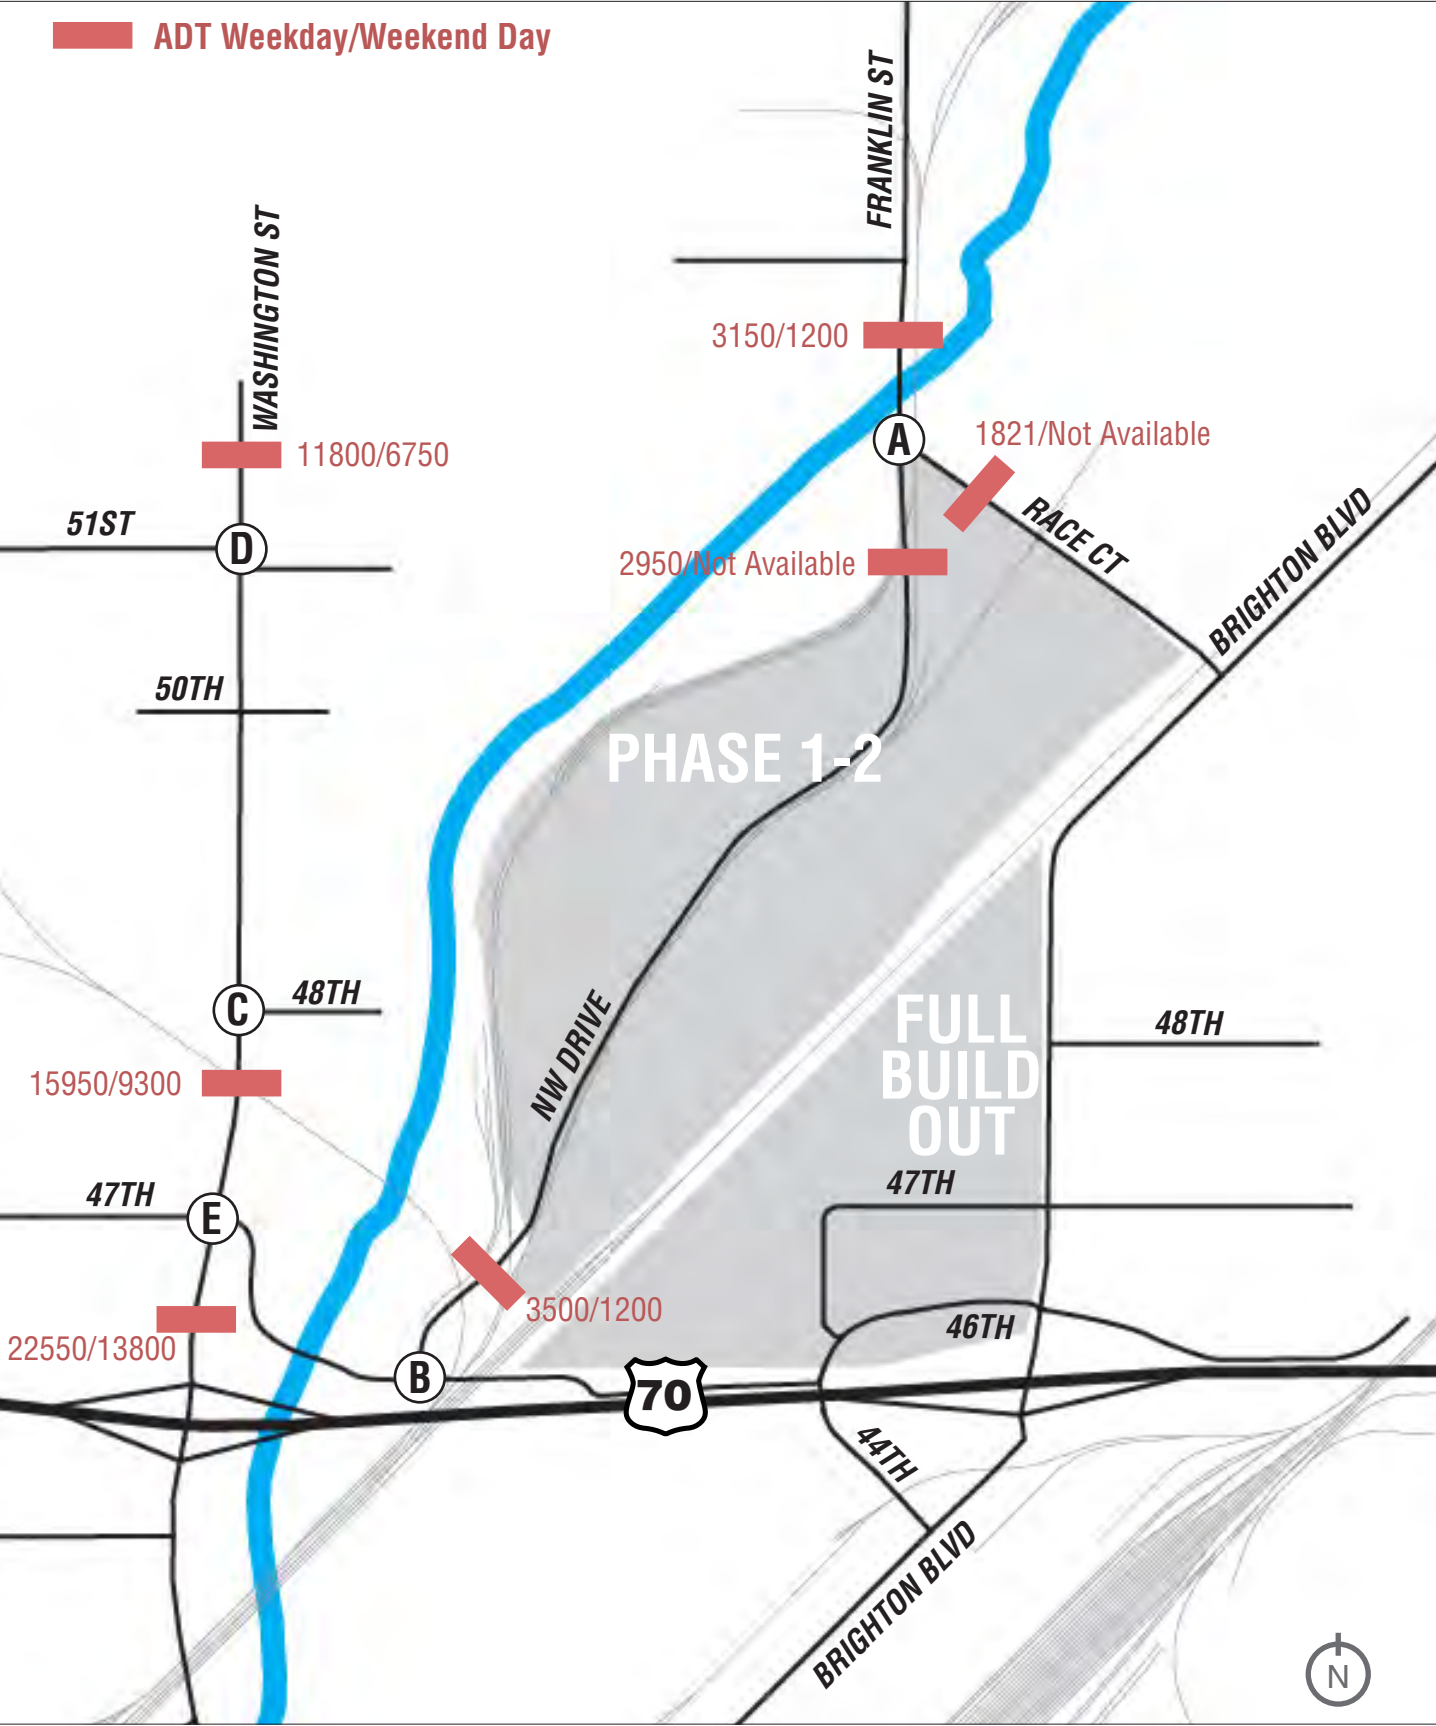 ADT Weekday/Weekend Day
FRANKLIN ST
WASHINGTON ST
3150/1200
A
1821/Not Available
11800/6750
51ST
D
RACE CT
BRIGHTON BLVD
2950/Not Available
50TH
PHASE 1-2
C
48TH
FULL
BUILD
OUT
48TH
NW DRIVE
15950/9300
47TH
47TH
E
3500/1200
46TH
22550/13800
B
70
44TH
BRIGHTON BLVD
N